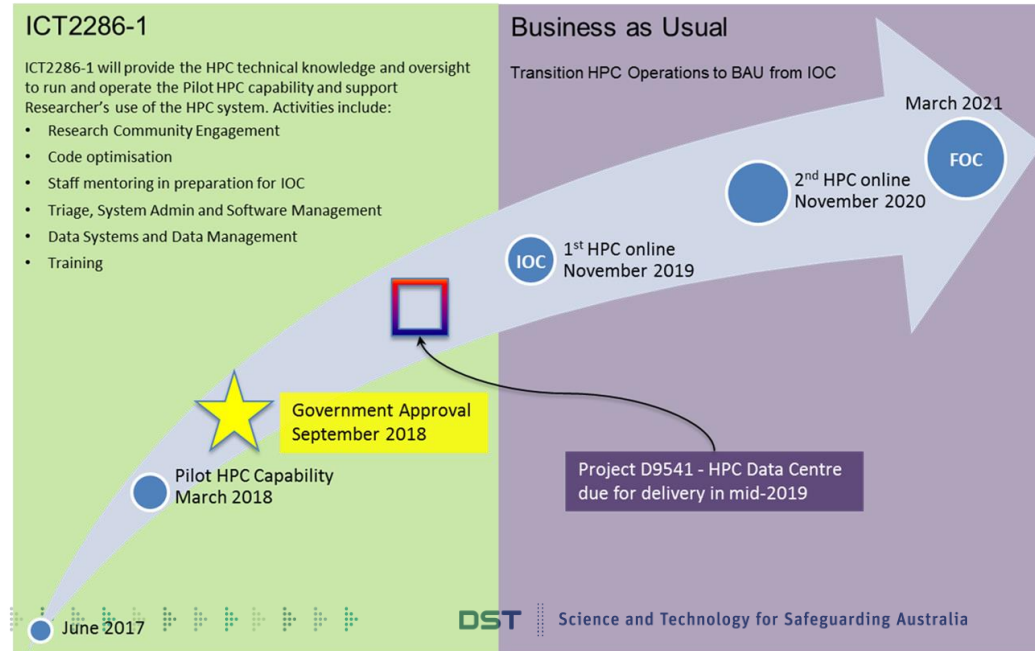 ICT2286-1
ICT2286-1 will provide the HPC technical knowledge and oversight
to run and operate the Pilot HPC capability and support
Researcher's use of the HPC system. Activities include:
• Research Community Engagement
• Code optimisation
• Staff mentoring in preparation for IOC
• Triage, System Admin and Software Management
• Data Systems and Data Management
• Training
Business as Usual
Transition HPC Operations to BAU from IOC
March 2021
FOC
2nd HPC online
November 2020
IOC
1st HPC online
November 2019
Government Approval
September 2018
Project D9541 - HPC Data Centre
due for delivery in mid-2019
Pilot HPC Capability
March 2018
June 2017
DST
Science and Technology for Safeguarding Australia